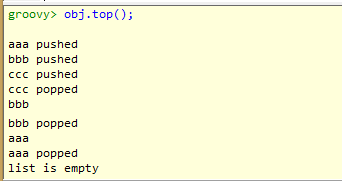 groovy> obj.top();
aaa pushed
bbb pushed
ccc pushed
ccc popped
bbb
bbb popped
aaa
aaa popped
list is empty